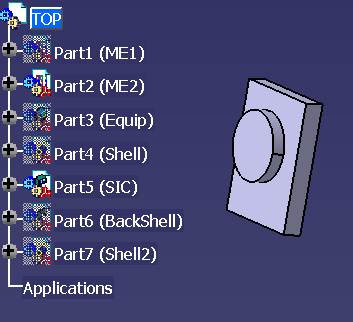 TOP
Part1 (ME1)
Part2 (ME2)
Part3 (Equip)
Part4 (Shell)
Part5 (SIC)
Part6 (BackShell)
Part7 (Shell2)
Applications